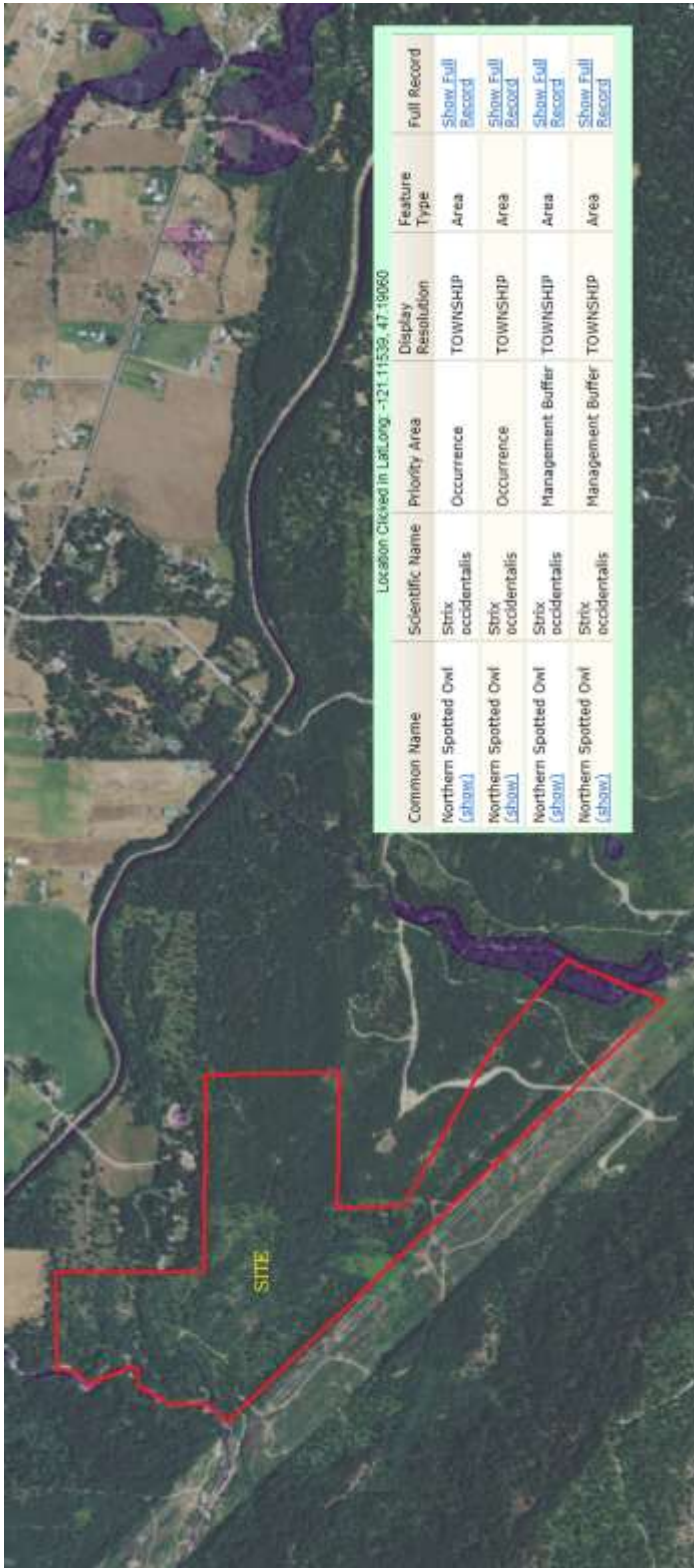 SITE
Location Clicked in Lat/Long: -121.11539, 47.19060
Common Name Scientific Name Priority Area Display Resolution Feature Type Full Record
Northern Spotted Owl (show) Strix occidentalis Occurrence TOWNSHIP Area Show Full Record
Northern Spotted Owl (show) Strix occidentalis Occurrence TOWNSHIP Area Show Full Record
Northern Spotted Owl (show) Strix occidentalis Management Buffer TOWNSHIP Area Show Full Record
Northern Spotted Owl (show) Strix occidentalis Management Buffer TOWNSHIP Area Show Full Record